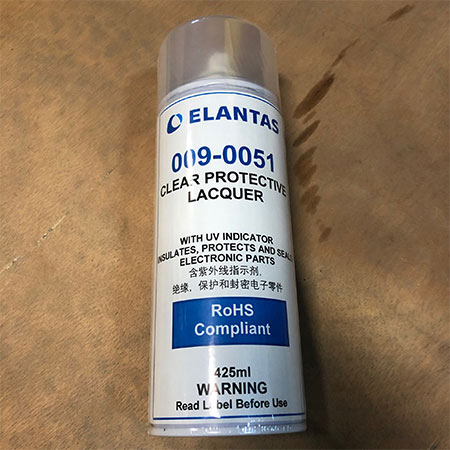 ELANTAS
009-0051
CLEAR PROTECTIVE
LACQUER
WITH UV INDICATOR
INSULATES, PROTECTS AND SEALS
ELECTRONIC PARTS
含紫外线指示剂.
绝缘、保护和封密电子零件
RoHS
Compliant
425ml
WARNING
Read Label Before Use